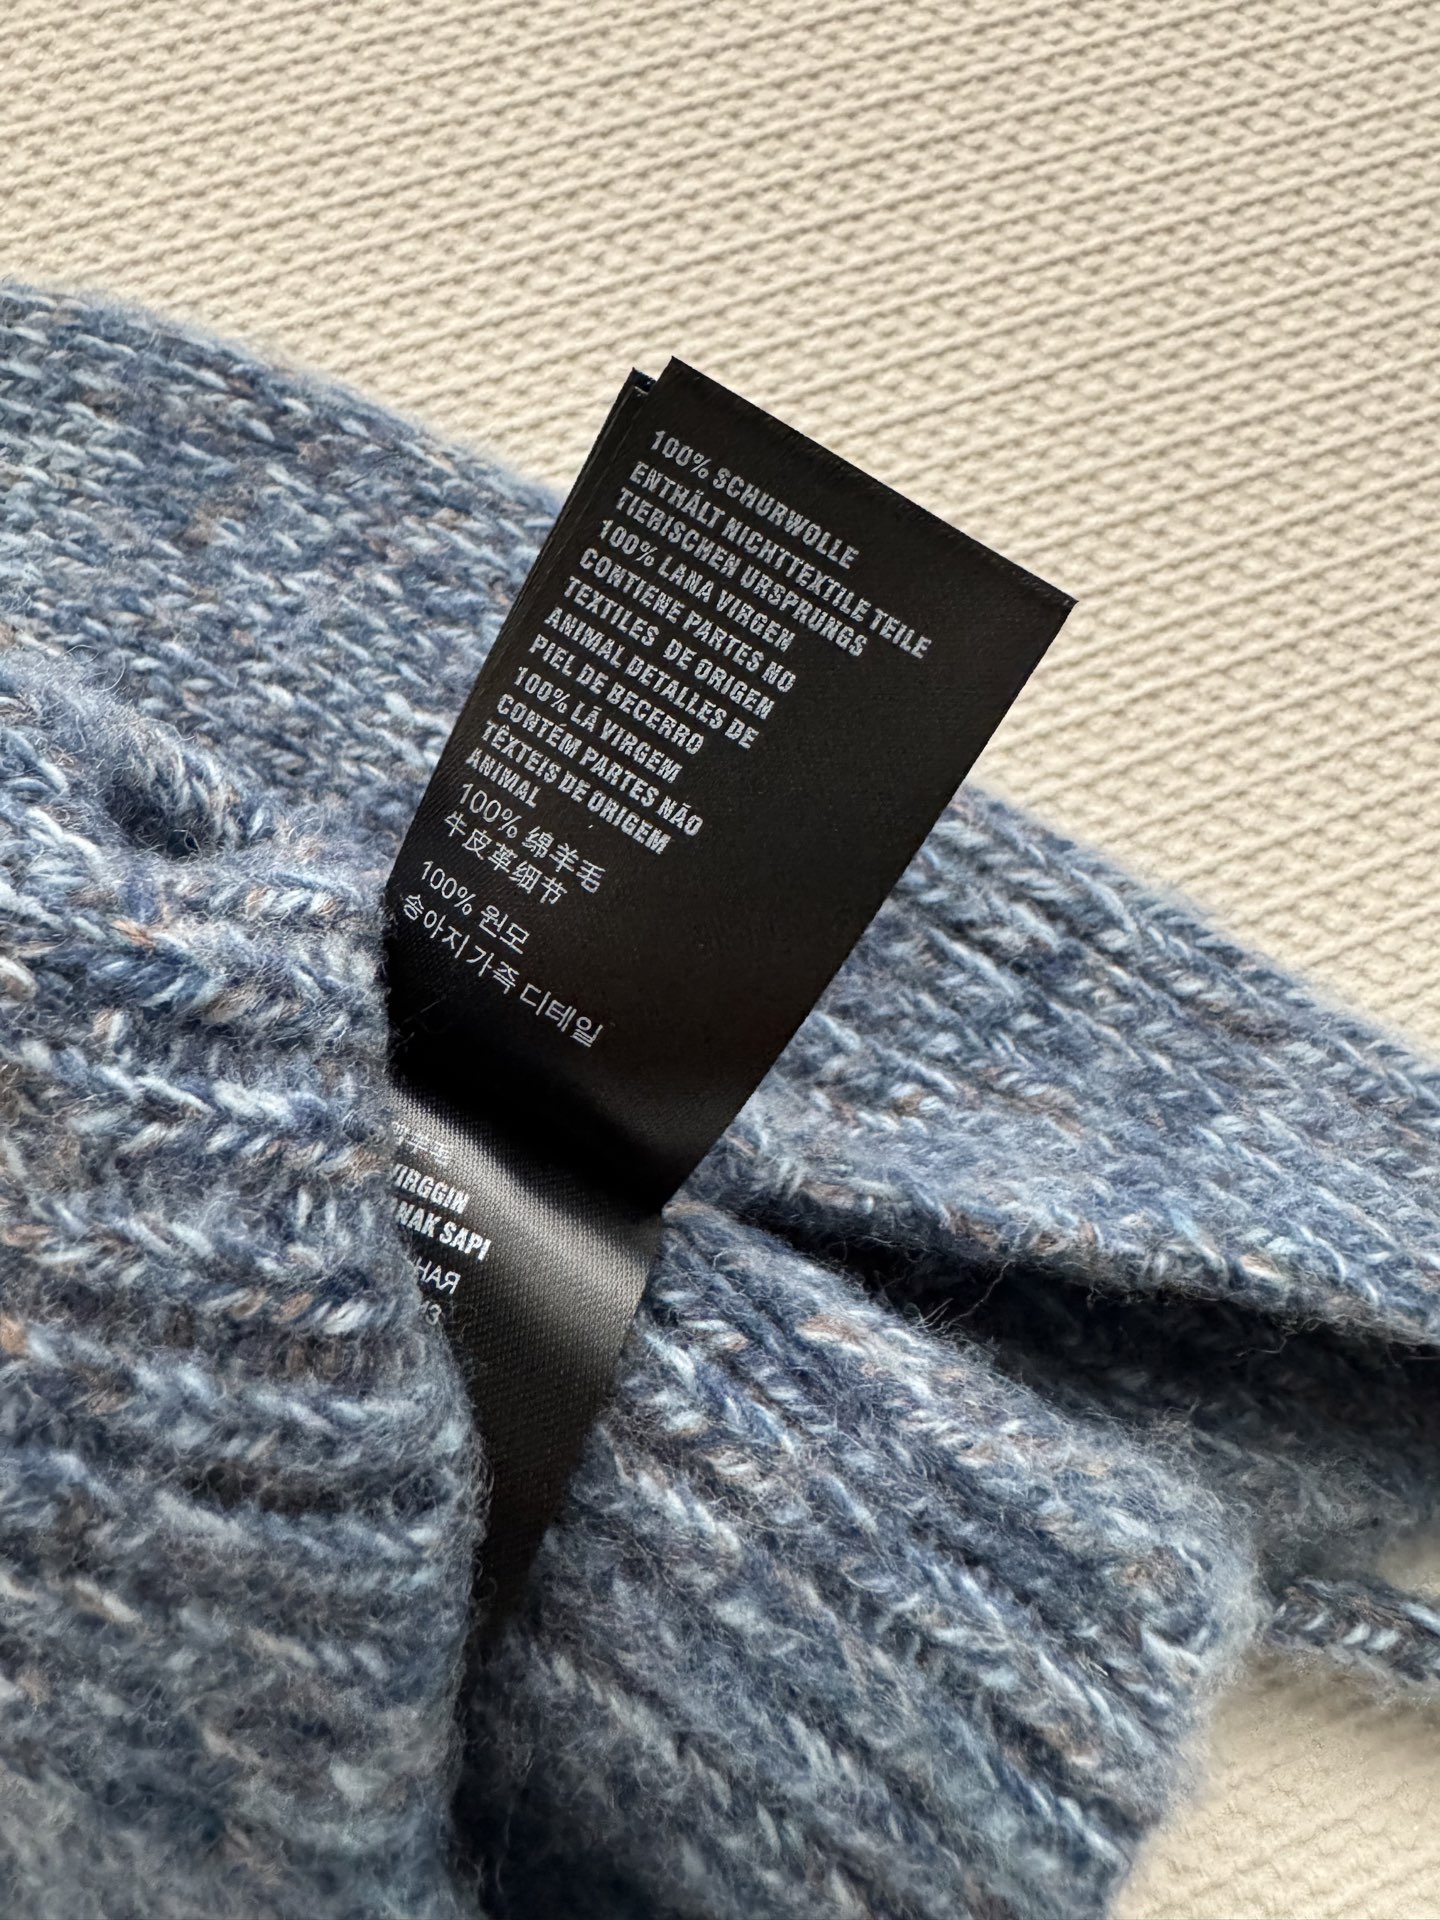 100% SCHURWOLLE
ENTHÄLT NICHTTEXTILE TEILE
TIERISCHEN URSPRUNGS
100% LANA VIRGEN
CONTIENE PARTES NO
TEXTILES DE ORIGEN
ANIMAL DETALLES DE
PIEL DE BECERRO
100% LÃ VIRGEM
CONTÉM PARTES NÃO
TÊXTEIS DE ORIGEM
ANIMAL
100% 绵羊毛
牛皮革细节
100% 원모
송아지 가죽 디테일
VIRGGIN
NAK SAPI